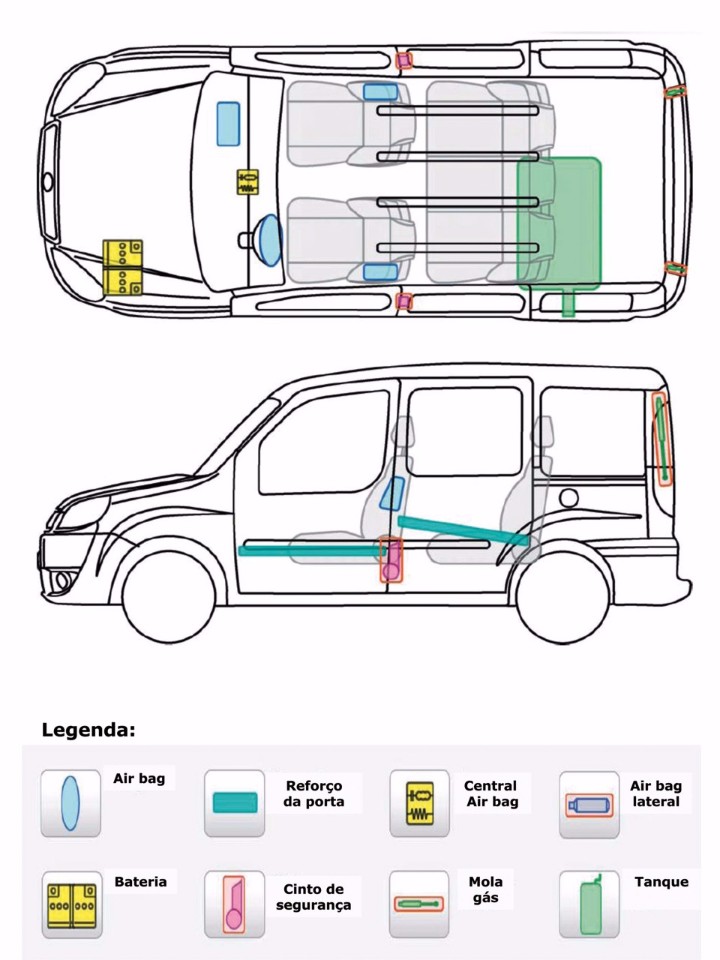 Legenda:
Air bag
Reforço
da porta
Central
Air bag
Air bag
lateral
Bateria
Cinto de
segurança
Mola
gás
Tanque